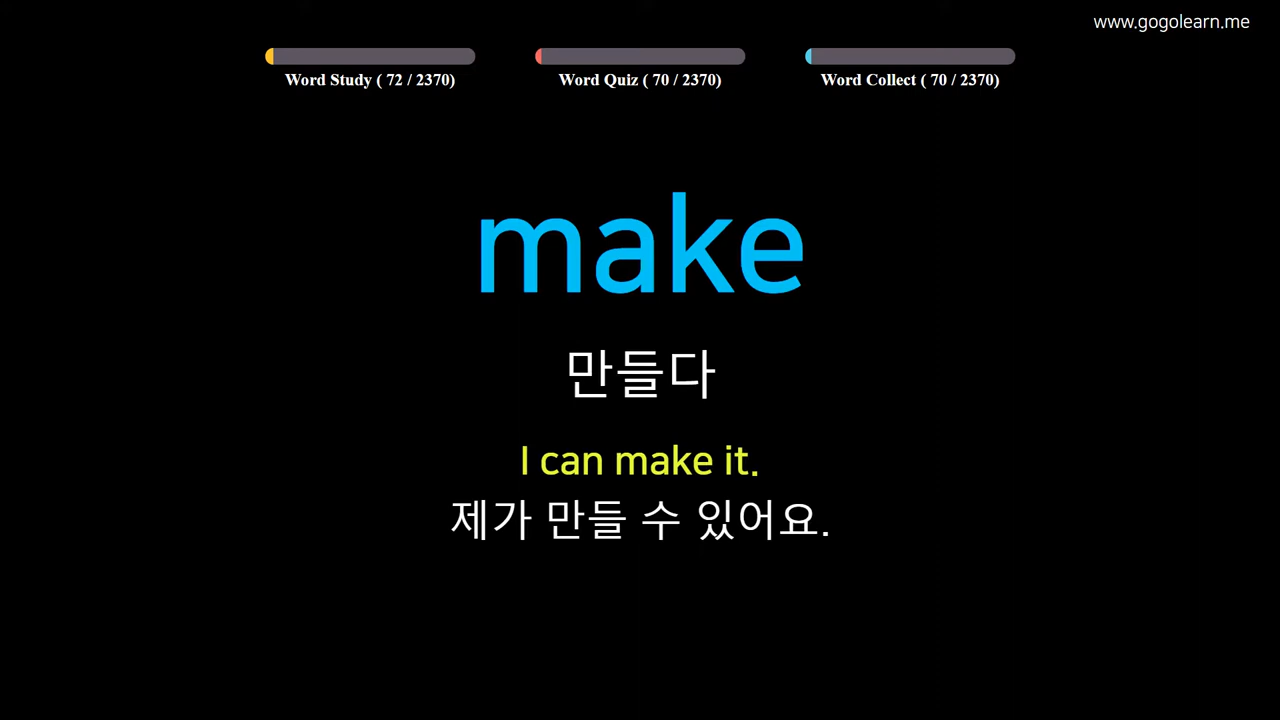 www.gogolearn.me
Word Study ( 72 / 2370)
Word Quiz ( 70 / 2370)
Word Collect ( 70 / 2370)
make
만들다
I can make it.
제가 만들 수 있어요.